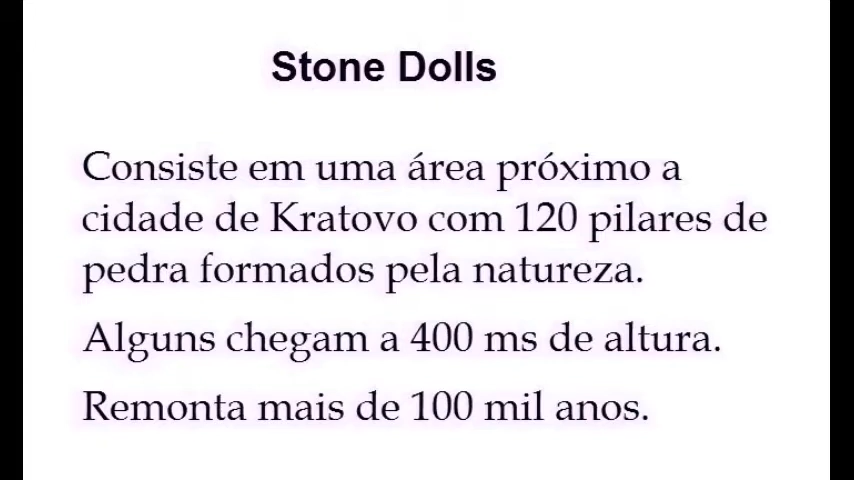 Stone Dolls
Consiste em uma área próximo a
cidade de Kratovo com 120 pilares de
pedra formados pela natureza.
Alguns chegam a 400 ms de altura.
Remonta mais de 100 mil anos.